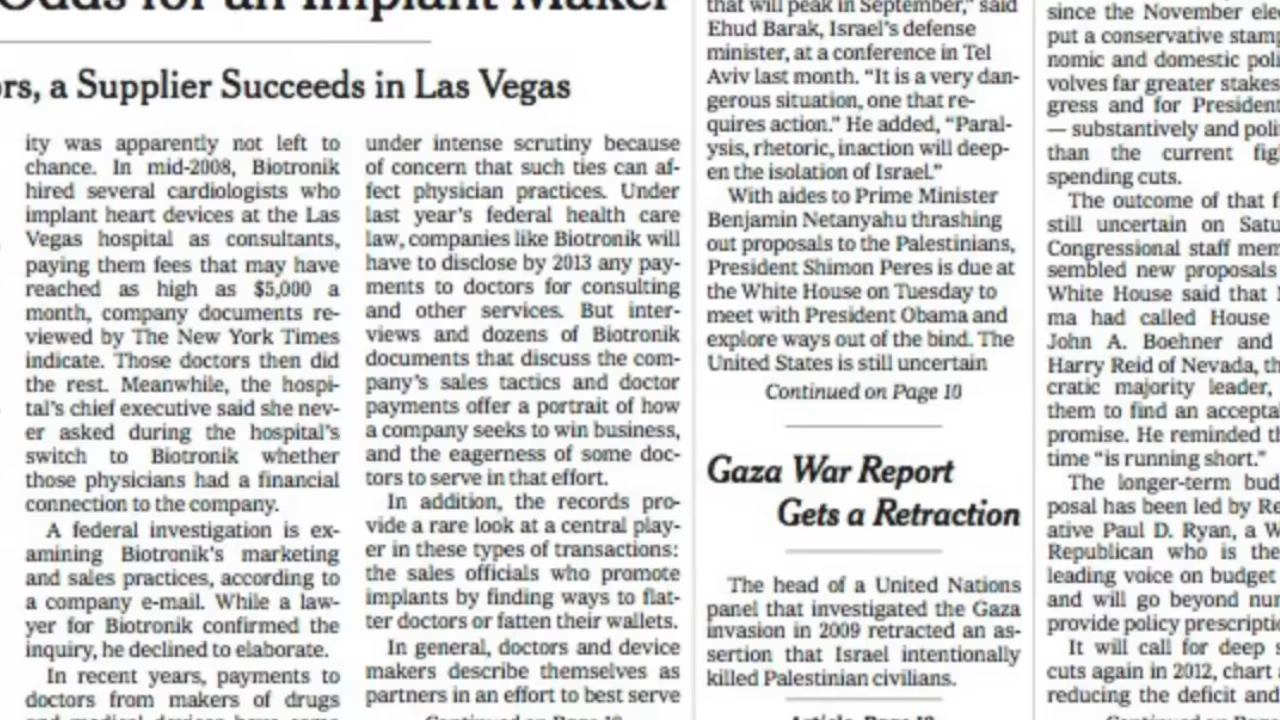 Odds for an Implant Maker
ors, a Supplier Succeeds in Las Vegas
ity was apparently not left to
chance. In mid-2008, Biotronik
hired several cardiologists who
implant heart devices at the Las
Vegas hospital as consultants,
paying them fees that may have
reached as high as $5,000 a
month, company documents re-
viewed by The New York Times
indicate. Those doctors then did
the rest. Meanwhile, the hospi-
tal's chief executive said she nev-
er asked during the hospital's
switch to Biotronik whether
those physicians had a financial
connection to the company.
A federal investigation is ex-
amining Biotronik's marketing
and sales practices, according to
a company e-mail. While a law-
yer for Biotronik confirmed the
inquiry, he declined to elaborate.
In recent years, payments to
doctors from makers of drugs
and medical devices have come
under intense scrutiny because
of concern that such ties can af-
fect physician practices. Under
last year's federal health care
law, companies like Biotronik will
have to disclose by 2013 any pay-
ments to doctors for consulting
and other services. But inter-
views and dozens of Biotronik
documents that discuss the com-
pany's sales tactics and doctor
payments offer a portrait of how
a company seeks to win business,
and the eagerness of some doc-
tors to serve in that effort.
In addition, the records pro-
vide a rare look at a central play-
er in these types of transactions:
the sales officials who promote
implants by finding ways to flat-
ter doctors or fatten their wallets.
In general, doctors and device
makers describe themselves as
partners in an effort to best serve
Continued on Page 19
that will peak in September," said
Ehud Barak, Israel's defense
minister, at a conference in Tel
Aviv last month. "It is a very dan-
gerous situation, one that re-
quires action." He added, "Paral-
ysis, rhetoric, inaction will deep-
en the isolation of Israel."
With aides to Prime Minister
Benjamin Netanyahu thrashing
out proposals to the Palestinians,
President Shimon Peres is due at
the White House on Tuesday to
meet with President Obama and
explore ways out of the bind. The
United States is still uncertain
Continued on Page 10
Gaza War Report
Gets a Retraction
The head of a United Nations
panel that investigated the Gaza
invasion in 2009 retracted an as-
sertion that Israel intentionally
killed Palestinian civilians.
Article, Page 10
since the November elec
put a conservative stamp
nomic and domestic poli
volves far greater stakes
gress and for President
— substantively and poli
than the current figh
spending cuts.
The outcome of that f
still uncertain on Satu
Congressional staff mem
sembled new proposals
White House said that
ma had called House
John A. Boehner and
Harry Reid of Nevada, th
cratic majority leader,
them to find an accepta
promise. He reminded th
time "is running short."
The longer-term bud
posal has been led by Re
ative Paul D. Ryan, a W
Republican who is the
leading voice on budget
and will go beyond num
provide policy prescriptio
It will call for deep s
cuts again in 2012, chart a
reducing the deficit and